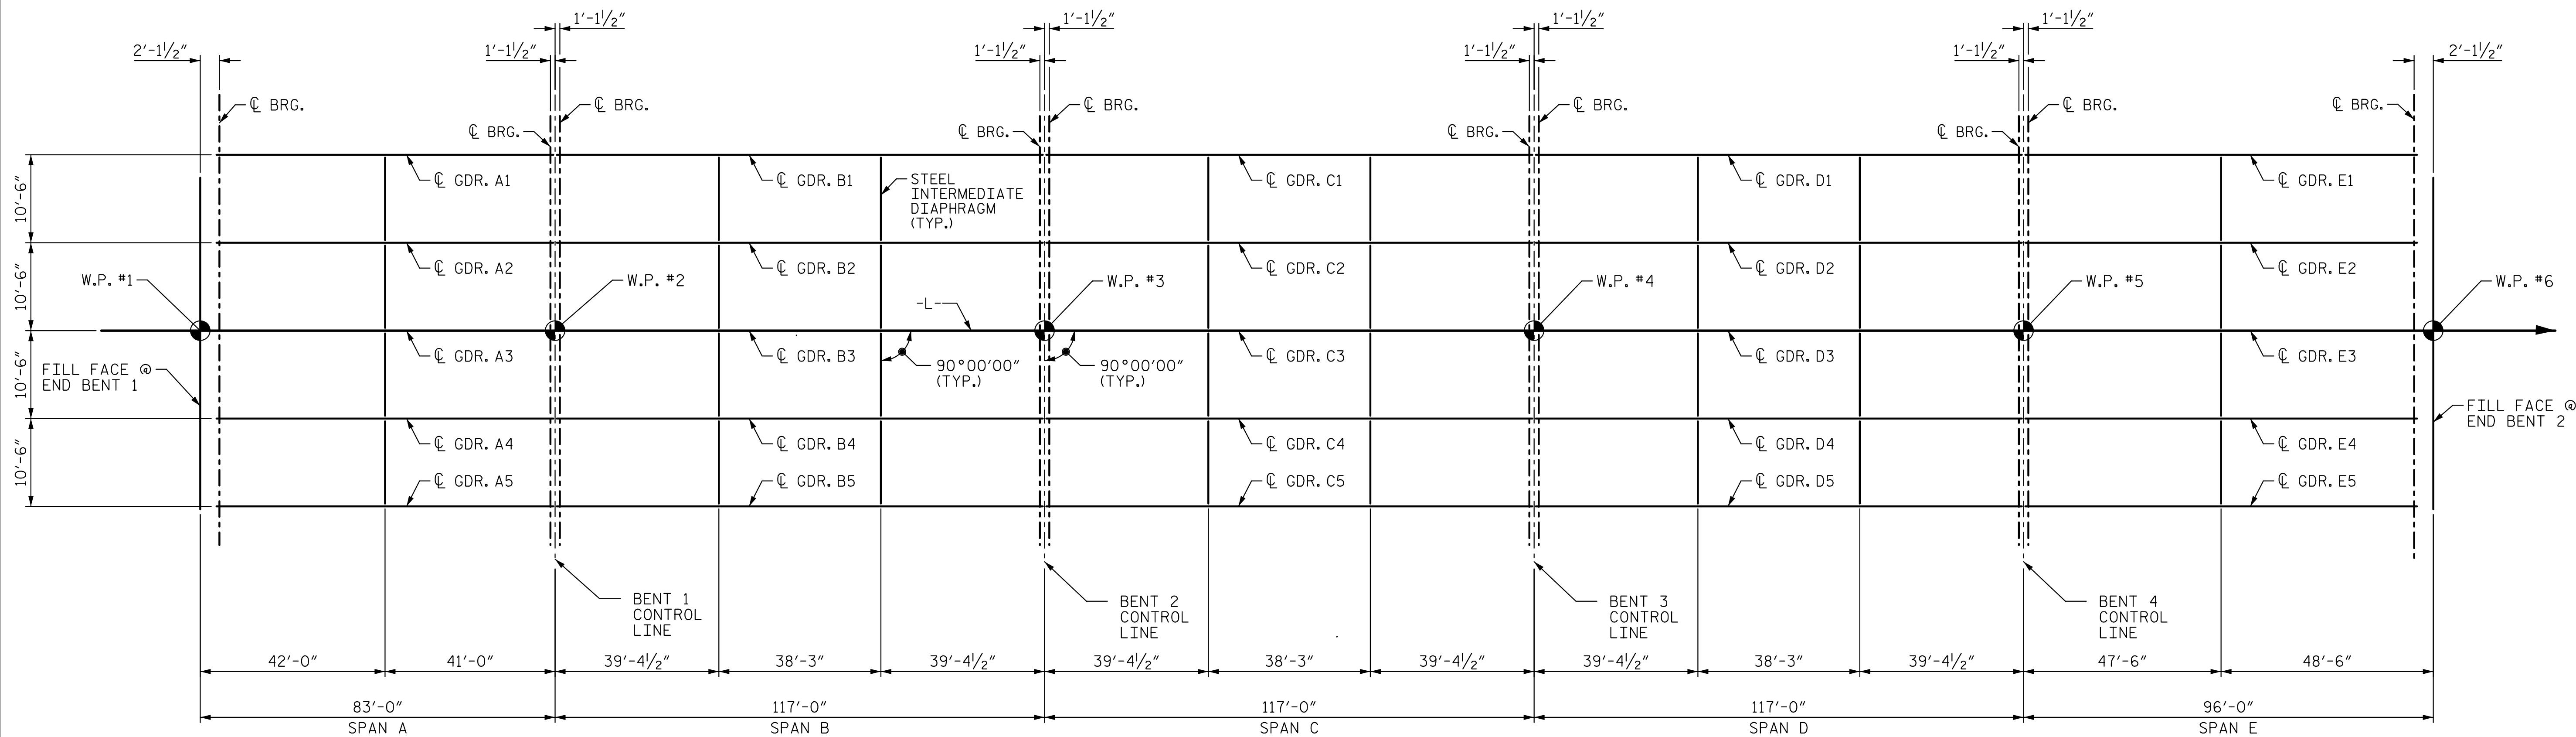 1'-1½" 1'-1½" 1'-1½" 1'-1½"
2'-1½" 1'-1½" 1'-1½" 1'-1½" 1'-1½" 2'-1½"
℄ BRG. ℄ BRG. ℄ BRG. ℄ BRG. ℄ BRG. ℄ BRG.
℄ BRG. ℄ BRG. ℄ BRG. ℄ BRG.
10'-6"
℄ GDR. A1 ℄ GDR. B1 ℄ GDR. C1 ℄ GDR. D1 ℄ GDR. E1
STEEL
INTERMEDIATE
DIAPHRAGM
(TYP.)
10'-6"
℄ GDR. A2 ℄ GDR. B2 ℄ GDR. C2 ℄ GDR. D2 ℄ GDR. E2
W.P. #1 W.P. #2 W.P. #3 W.P. #4 W.P. #5 W.P. #6
-L-
10'-6"
℄ GDR. A3 ℄ GDR. B3 ℄ GDR. C3 ℄ GDR. D3 ℄ GDR. E3
90°00'00"
(TYP.)
90°00'00"
(TYP.)
FILL FACE @
END BENT 1
FILL FACE @
END BENT 2
10'-6"
℄ GDR. A4 ℄ GDR. B4 ℄ GDR. C4 ℄ GDR. D4 ℄ GDR. E4
℄ GDR. A5 ℄ GDR. B5 ℄ GDR. C5 ℄ GDR. D5 ℄ GDR. E5
BENT 1
CONTROL
LINE
BENT 2
CONTROL
LINE
BENT 3
CONTROL
LINE
BENT 4
CONTROL
LINE
42'-0" 41'-0" 39'-4½" 38'-3" 39'-4½" 39'-4½" 38'-3" 39'-4½" 39'-4½" 38'-3" 39'-4½" 47'-6" 48'-6"
83'-0" 117'-0" 117'-0" 117'-0" 96'-0"
SPAN A SPAN B SPAN C SPAN D SPAN E